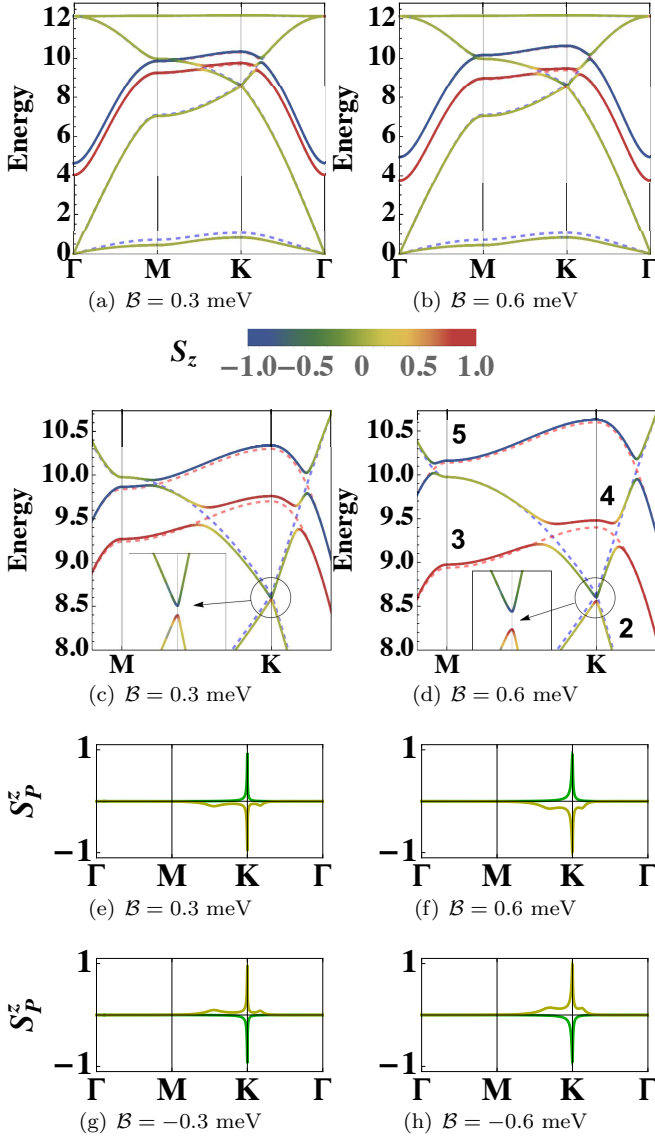 12
10
8
6
4
2
0
Energy
Γ M K Γ
(a) B = 0.3 meV
12
10
8
6
4
2
0
Energy
Γ M K Γ
(b) B = 0.6 meV
S_z
−1.0 −0.5 0 0.5 1.0
10.5
10.0
9.5
9.0
8.5
8.0
Energy
M K
(c) B = 0.3 meV
10.5
10.0
9.5
9.0
8.5
8.0
Energy
5
4
3
2
M K
(d) B = 0.6 meV
1
−1
S_P^z
Γ M K Γ
(e) B = 0.3 meV
1
−1
Γ M K Γ
(f) B = 0.6 meV
1
−1
S_P^z
Γ M K Γ
(g) B = −0.3 meV
1
−1
Γ M K Γ
(h) B = −0.6 meV